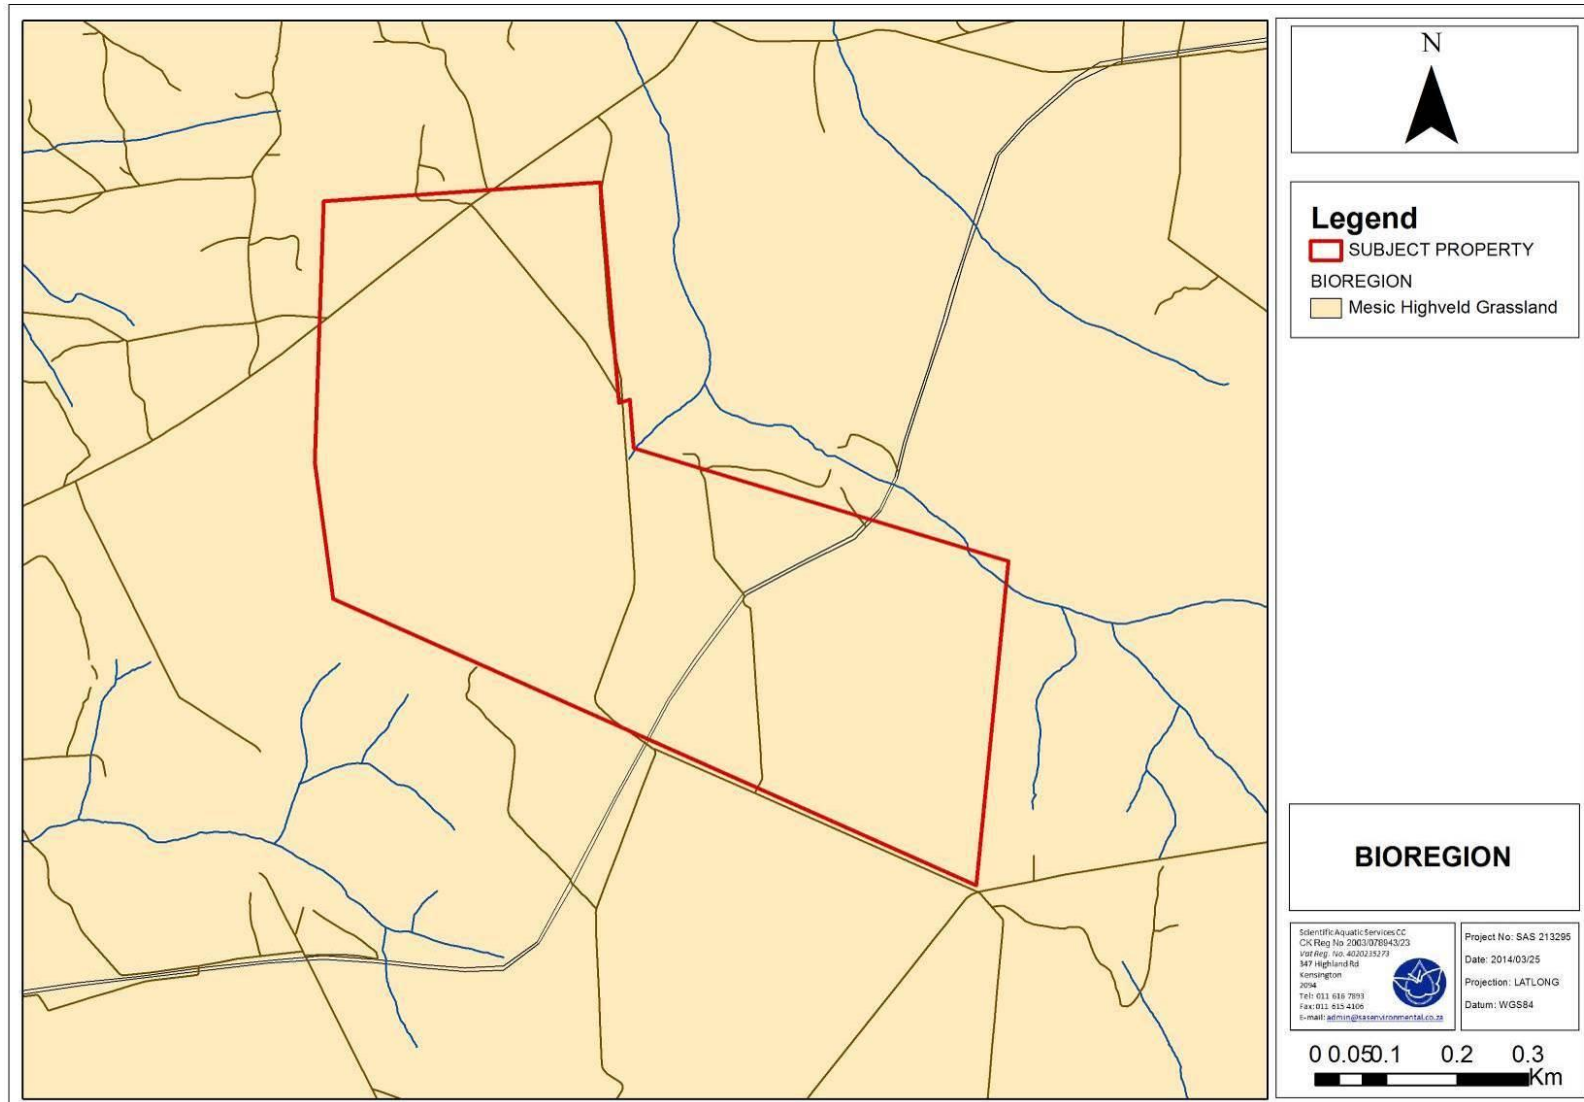 N
Legend
SUBJECT PROPERTY
BIOREGION
Mesic Highveld Grassland
BIOREGION
Scientific Aquatic Services CC
CK Reg No 2003/078943/23
Vat Reg. No. 4020235273
347 Highland Rd
Kensington
2094
Tel: 011 616 7893
Fax: 011 615 4106
E-mail: admin@sasenvironmental.co.za
Project No: SAS 213295
Date: 2014/03/25
Projection: LATLONG
Datum: WGS84
0 0.05 0.1 0.2 0.3
Km